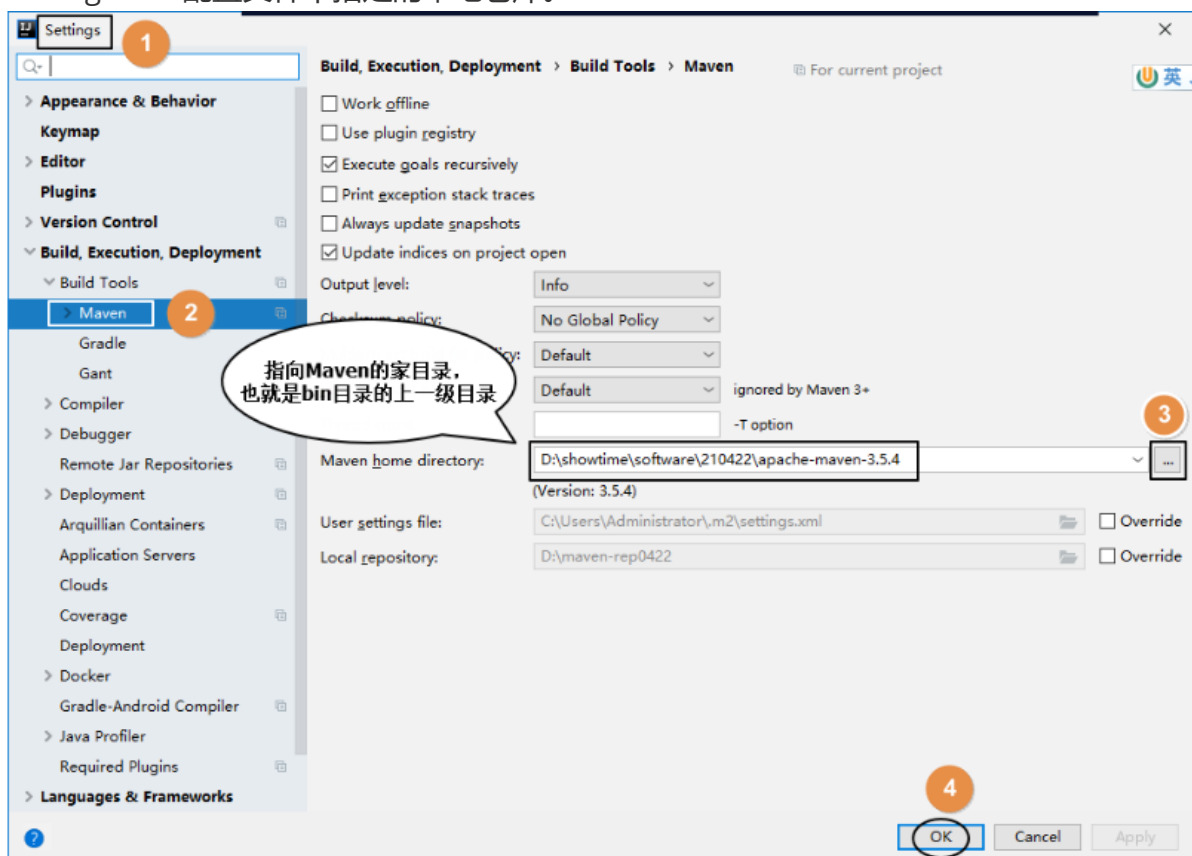 Settings
1
Build, Execution, Deployment > Build Tools > Maven
For current project
英
Appearance & Behavior
Keymap
Editor
Plugins
Version Control
Build, Execution, Deployment
Build Tools
Maven
2
Gradle
Gant
Compiler
Debugger
Remote Jar Repositories
Deployment
Arquillian Containers
Application Servers
Clouds
Coverage
Deployment
Docker
Gradle-Android Compiler
Java Profiler
Required Plugins
Languages & Frameworks
Work offline
Use plugin registry
Execute goals recursively
Print exception stack traces
Always update snapshots
Update indices on project open
Output level: Info
No Global Policy
Default
Default ignored by Maven 3+
-T option
指向Maven的家目录，
也就是bin目录的上一级目录
3
Maven home directory: D:\showtime\software\210422\apache-maven-3.5.4 ...
(Version: 3.5.4)
User settings file: C:\Users\Administrator\.m2\settings.xml Override
Local repository: D:\maven-rep0422 Override
4
? OK Cancel Apply